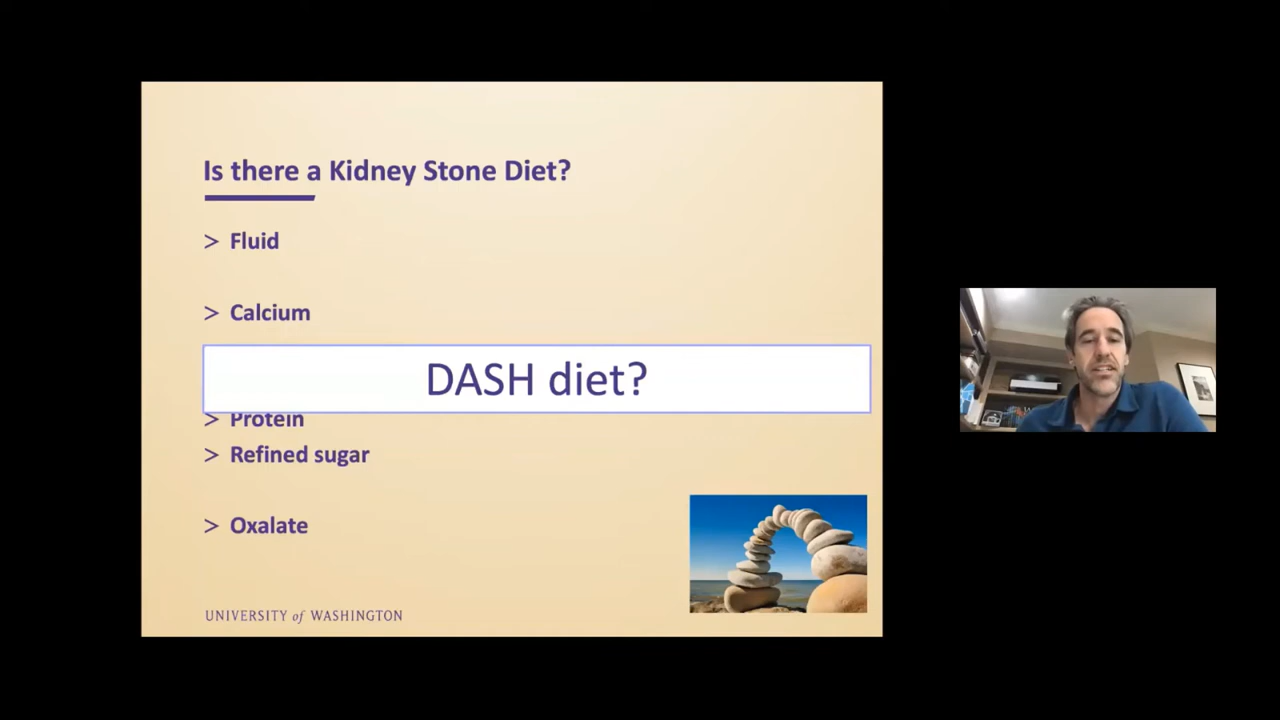 Is there a Kidney Stone Diet?
> Fluid
> Calcium
DASH diet?
> Protein
> Refined sugar
> Oxalate
UNIVERSITY of WASHINGTON